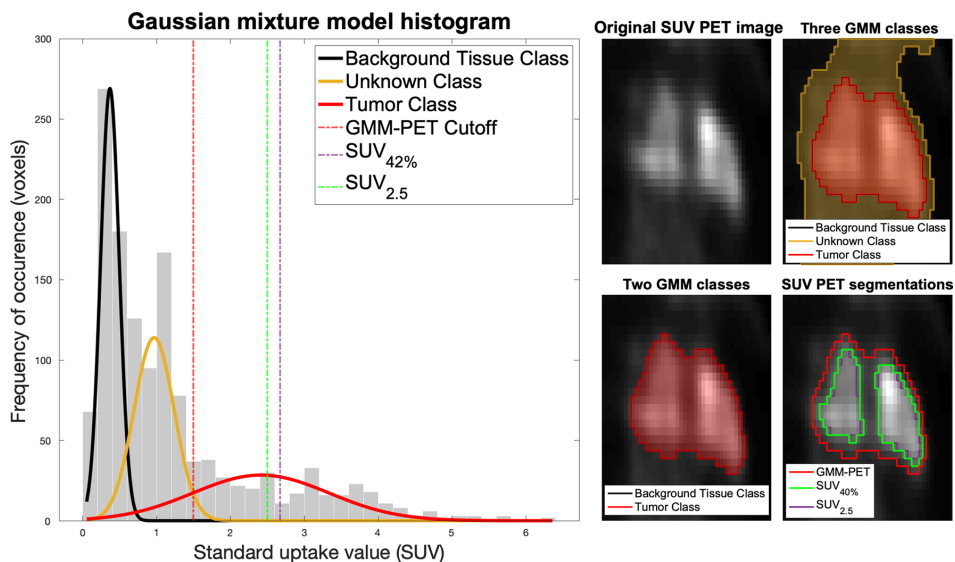 Gaussian mixture model histogram
300
250
200
150
100
50
0
0
1
2
3
4
5
6
Frequency of occurence (voxels)
Standard uptake value (SUV)
Background Tissue Class
Unknown Class
Tumor Class
GMM-PET Cutoff
SUV42%
SUV2.5
Original SUV PET image
Three GMM classes
Background Tissue Class
Unknown Class
Tumor Class
Two GMM classes
Background Tissue Class
Tumor Class
SUV PET segmentations
GMM-PET
SUV40%
SUV2.5